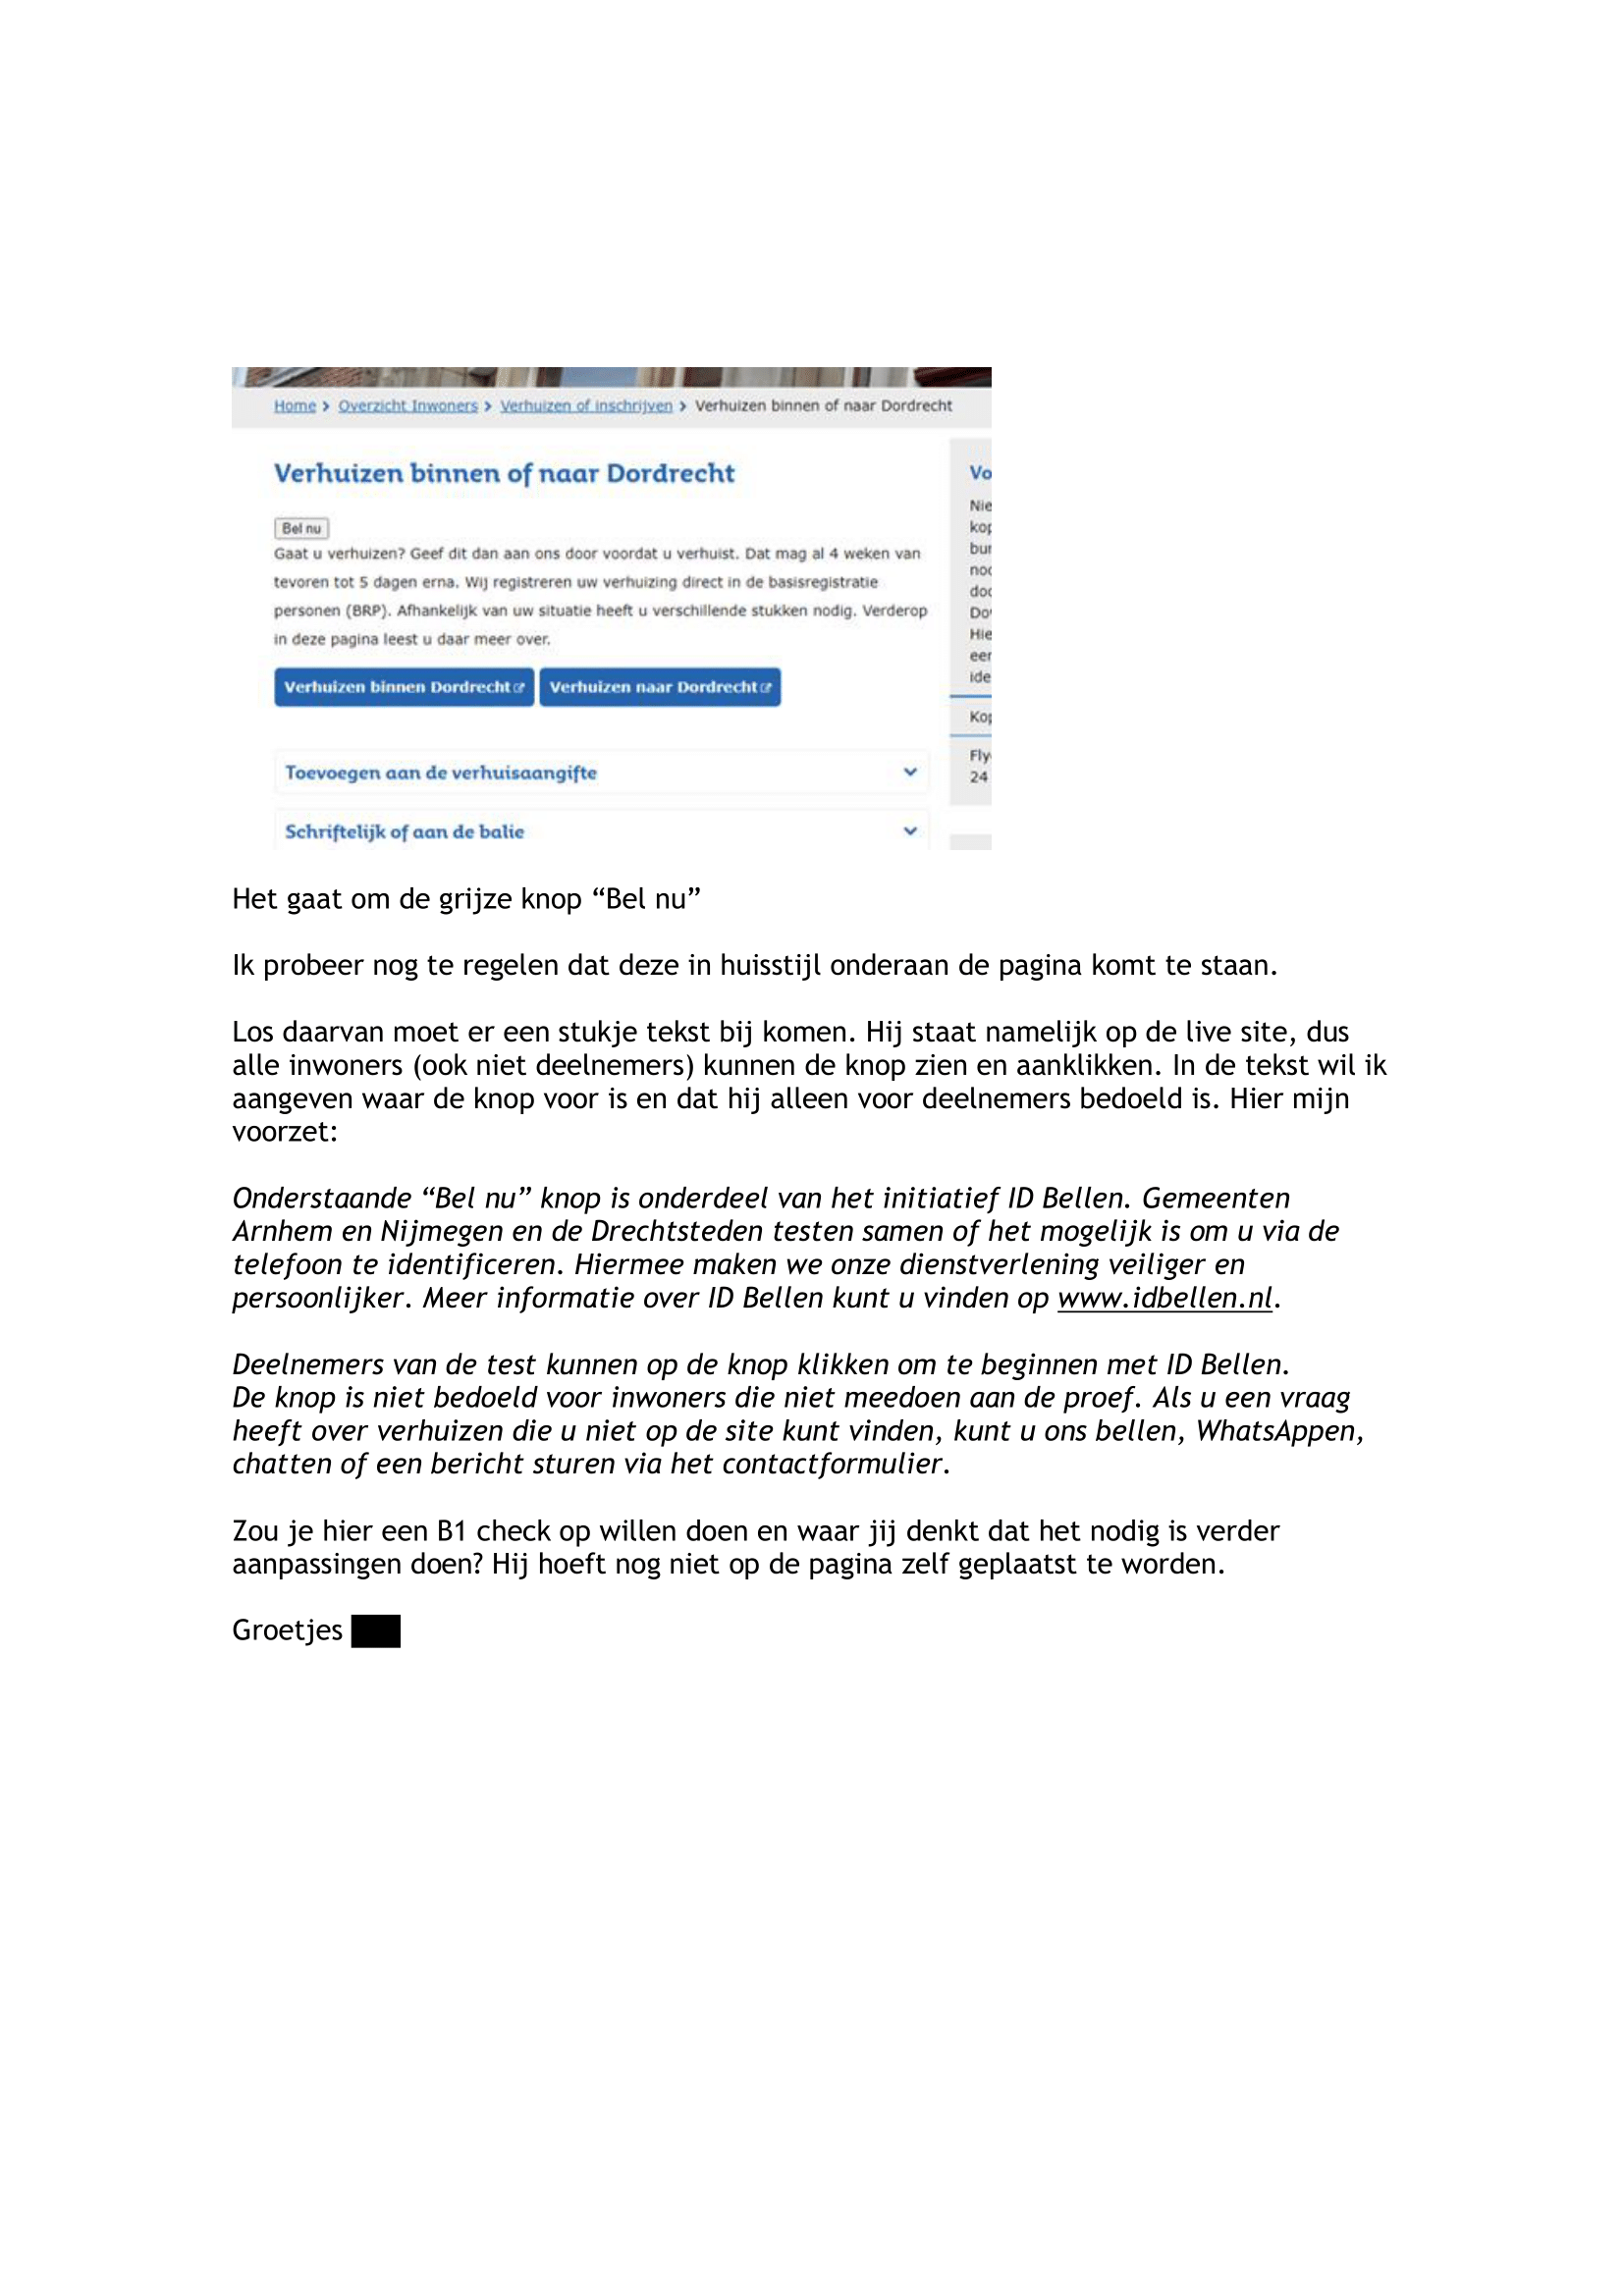 Home > Overzicht Inwoners > Verhuizen of inschrijven > Verhuizen binnen of naar Dordrecht
Verhuizen binnen of naar Dordrecht
Bel nu
Gaat u verhuizen? Geef dit dan aan ons door voordat u verhuist. Dat mag al 4 weken van
tevoren tot 5 dagen erna. Wij registreren uw verhuizing direct in de basisregistratie
personen (BRP). Afhankelijk van uw situatie heeft u verschillende stukken nodig. Verderop
in deze pagina leest u daar meer over.
Verhuizen binnen Dordrecht
Verhuizen naar Dordrecht
Toevoegen aan de verhuisaangifte
Schriftelijk of aan de balie
Vo
Nie
kop
bur
doc
Hie
eer
ide
Kop
Fly
24
Het gaat om de grijze knop “Bel nu”
Ik probeer nog te regelen dat deze in huisstijl onderaan de pagina komt te staan.
Los daarvan moet er een stukje tekst bij komen. Hij staat namelijk op de live site, dus
alle inwoners (ook niet deelnemers) kunnen de knop zien en aanklikken. In de tekst wil ik
aangeven waar de knop voor is en dat hij alleen voor deelnemers bedoeld is. Hier mijn
voorzet:
Onderstaande “Bel nu” knop is onderdeel van het initiatief ID Bellen. Gemeenten
Arnhem en Nijmegen en de Drechtsteden testen samen of het mogelijk is om u via de
telefoon te identificeren. Hiermee maken we onze dienstverlening veiliger en
persoonlijker. Meer informatie over ID Bellen kunt u vinden op www.idbellen.nl.
Deelnemers van de test kunnen op de knop klikken om te beginnen met ID Bellen.
De knop is niet bedoeld voor inwoners die niet meedoen aan de proef. Als u een vraag
heeft over verhuizen die u niet op de site kunt vinden, kunt u ons bellen, WhatsAppen,
chatten of een bericht sturen via het contactformulier.
Zou je hier een B1 check op willen doen en waar jij denkt dat het nodig is verder
aanpassingen doen? Hij hoeft nog niet op de pagina zelf geplaatst te worden.
Groetjes